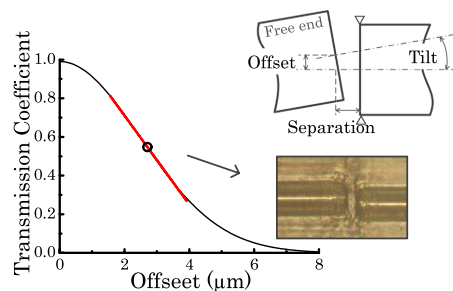 Free end
Offset
Tilt
Separation
Transmission Coefficient
1.0
0.8
0.6
0.4
0.2
0.0
0
2
4
6
8
Offseet (μm)